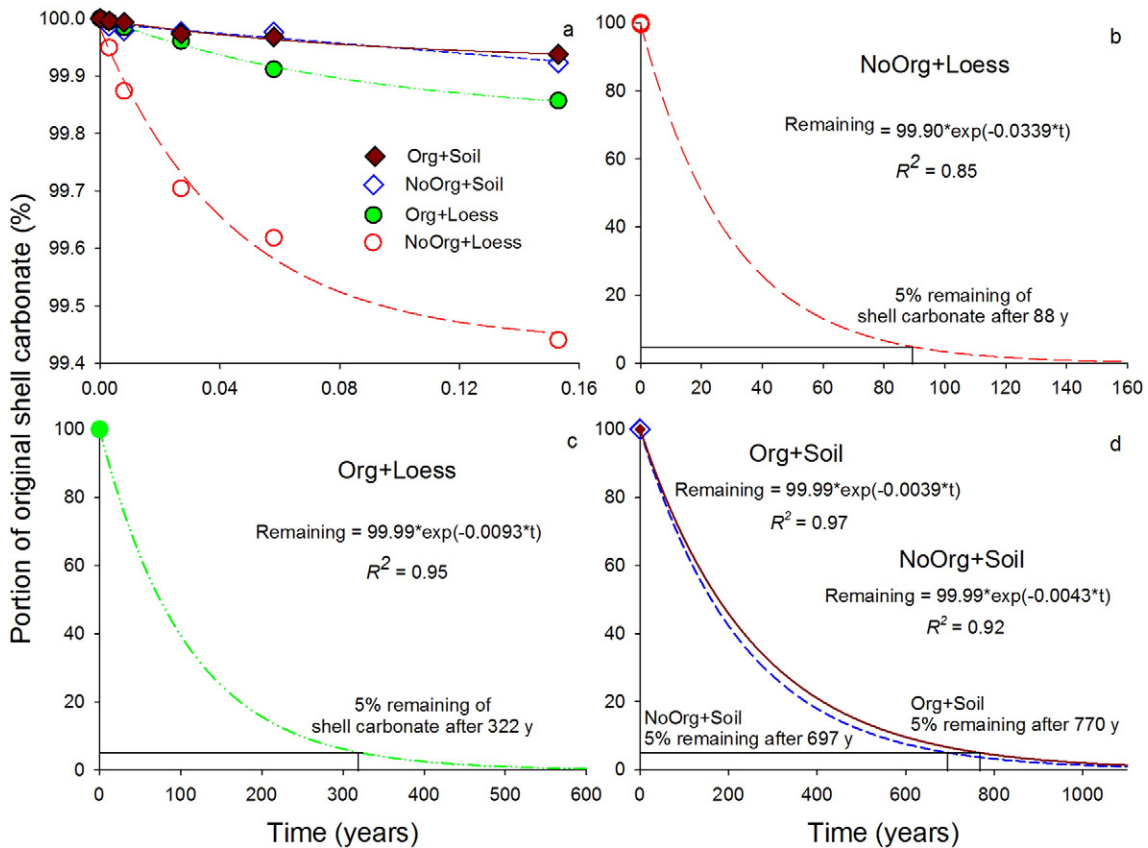 Portion of original shell carbonate (%)
100.0
99.9
99.8
99.7
99.6
99.5
99.4
a
Org+Soil
NoOrg+Soil
Org+Loess
NoOrg+Loess
0.00 0.04 0.08 0.12 0.16
b
100
80
60
40
20
0
NoOrg+Loess
Remaining = 99.90*exp(-0.0339*t)
R² = 0.85
5% remaining of
shell carbonate after 88 y
0 20 40 60 80 100 120 140 160
c
100
80
60
40
20
0
Org+Loess
Remaining = 99.99*exp(-0.0093*t)
R² = 0.95
5% remaining of
shell carbonate after 322 y
0 100 200 300 400 500 600
Time (years)
d
100
80
60
40
20
0
Org+Soil
Remaining = 99.99*exp(-0.0039*t)
R² = 0.97
NoOrg+Soil
Remaining = 99.99*exp(-0.0043*t)
R² = 0.92
NoOrg+Soil
5% remaining after 697 y
Org+Soil
5% remaining after 770 y
0 200 400 600 800 1000
Time (years)